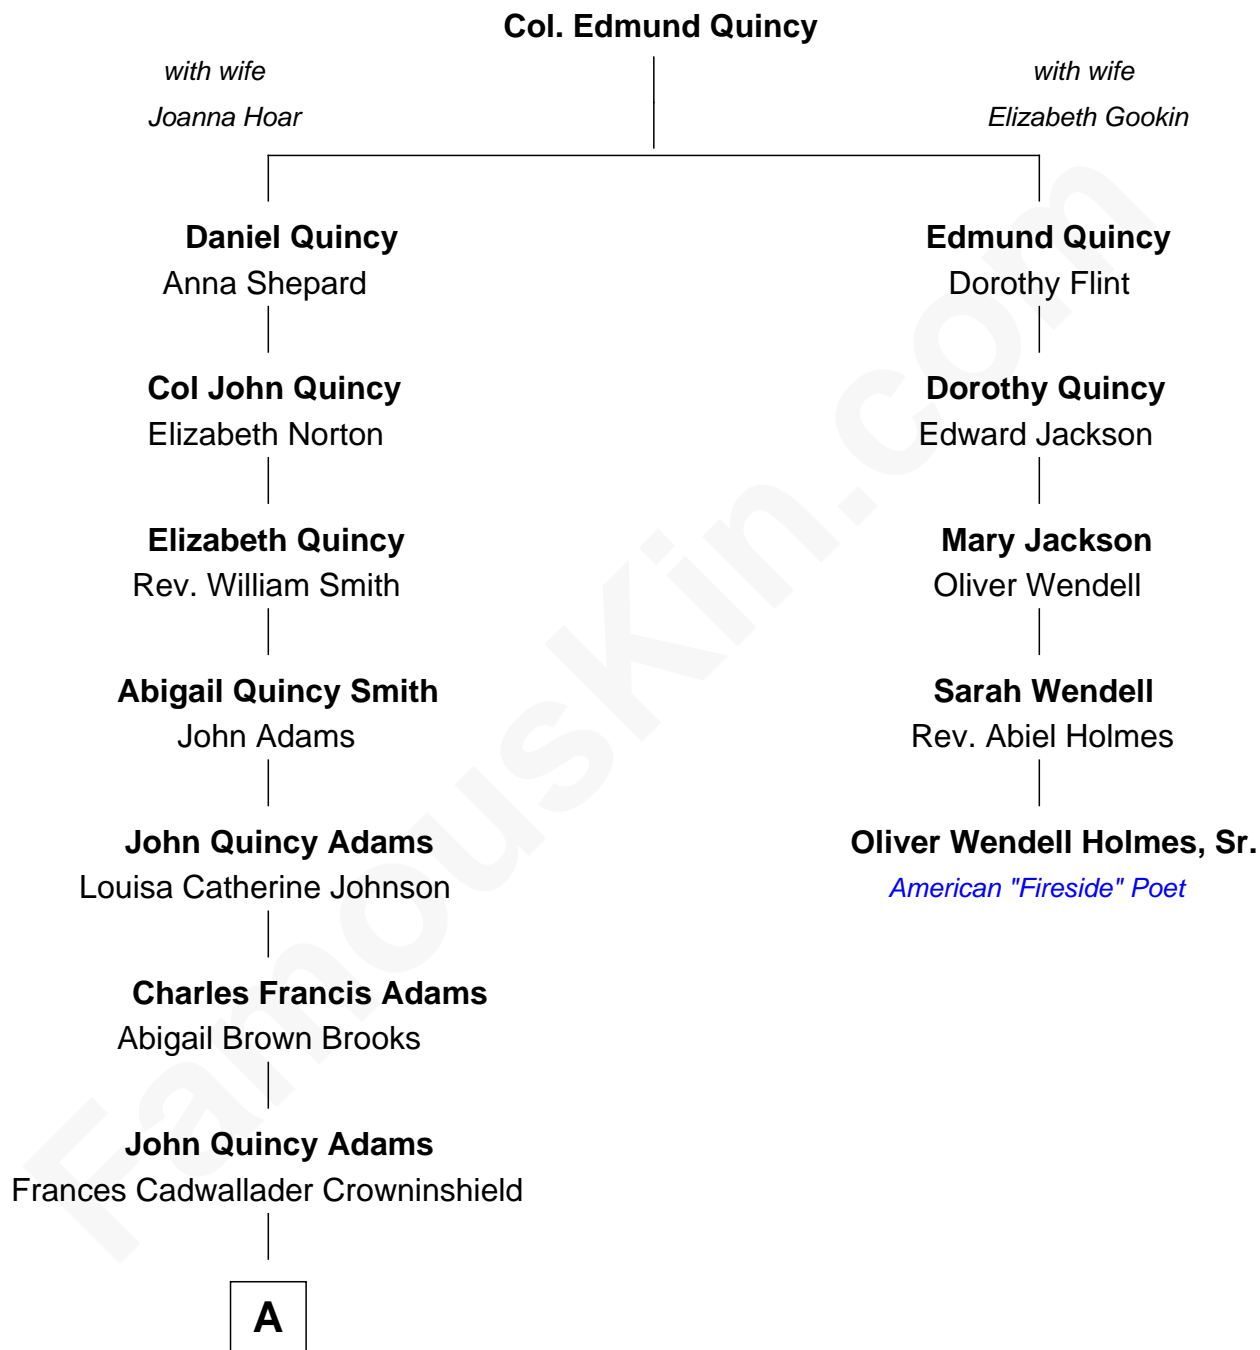 Col. Edmund Quincy
with wife
Joanna Hoar
with wife
Elizabeth Gookin
Daniel Quincy
Anna Shepard
Edmund Quincy
Dorothy Flint
Col John Quincy
Elizabeth Norton
Dorothy Quincy
Edward Jackson
Elizabeth Quincy
Rev. William Smith
Mary Jackson
Oliver Wendell
Abigail Quincy Smith
John Adams
Sarah Wendell
Rev. Abiel Holmes
John Quincy Adams
Louisa Catherine Johnson
Oliver Wendell Holmes, Sr.
American "Fireside" Poet
Charles Francis Adams
Abigail Brown Brooks
John Quincy Adams
Frances Cadwallader Crowninshield
A
FamousKin.com